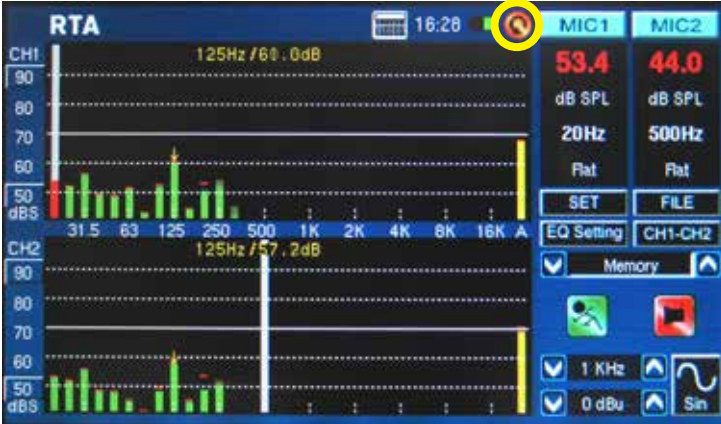 RTA 16:28 MIC1 MIC2
CH1 125Hz/60.0dB 53.4 44.0
90 dB SPL dB SPL
80 20Hz 500Hz
70 Flat Flat
60 SET FILE
50
dBS
31.5 63 125 250 500 1K 2K 4K 8K 16K A EQ Setting CH1-CH2
CH2 125Hz/57.2dB Memory
90
80
70
60 1 KHz
50 0 dBu Sin
dBS